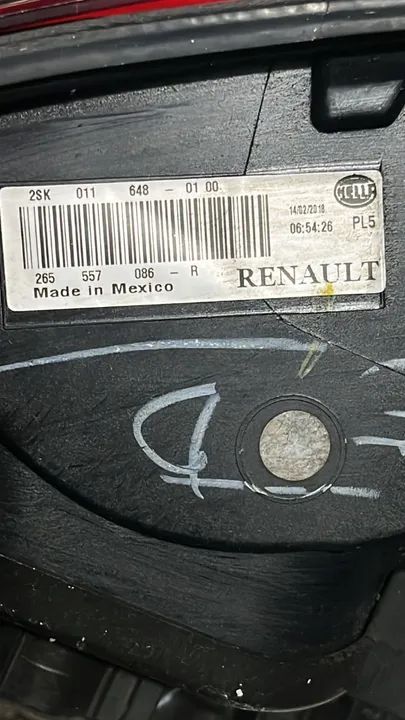 2SK 011 648 - 01 00
HELLA
14/02/2018
06:54:26 PL5
265 557 086 - R
RENAULT
Made in Mexico